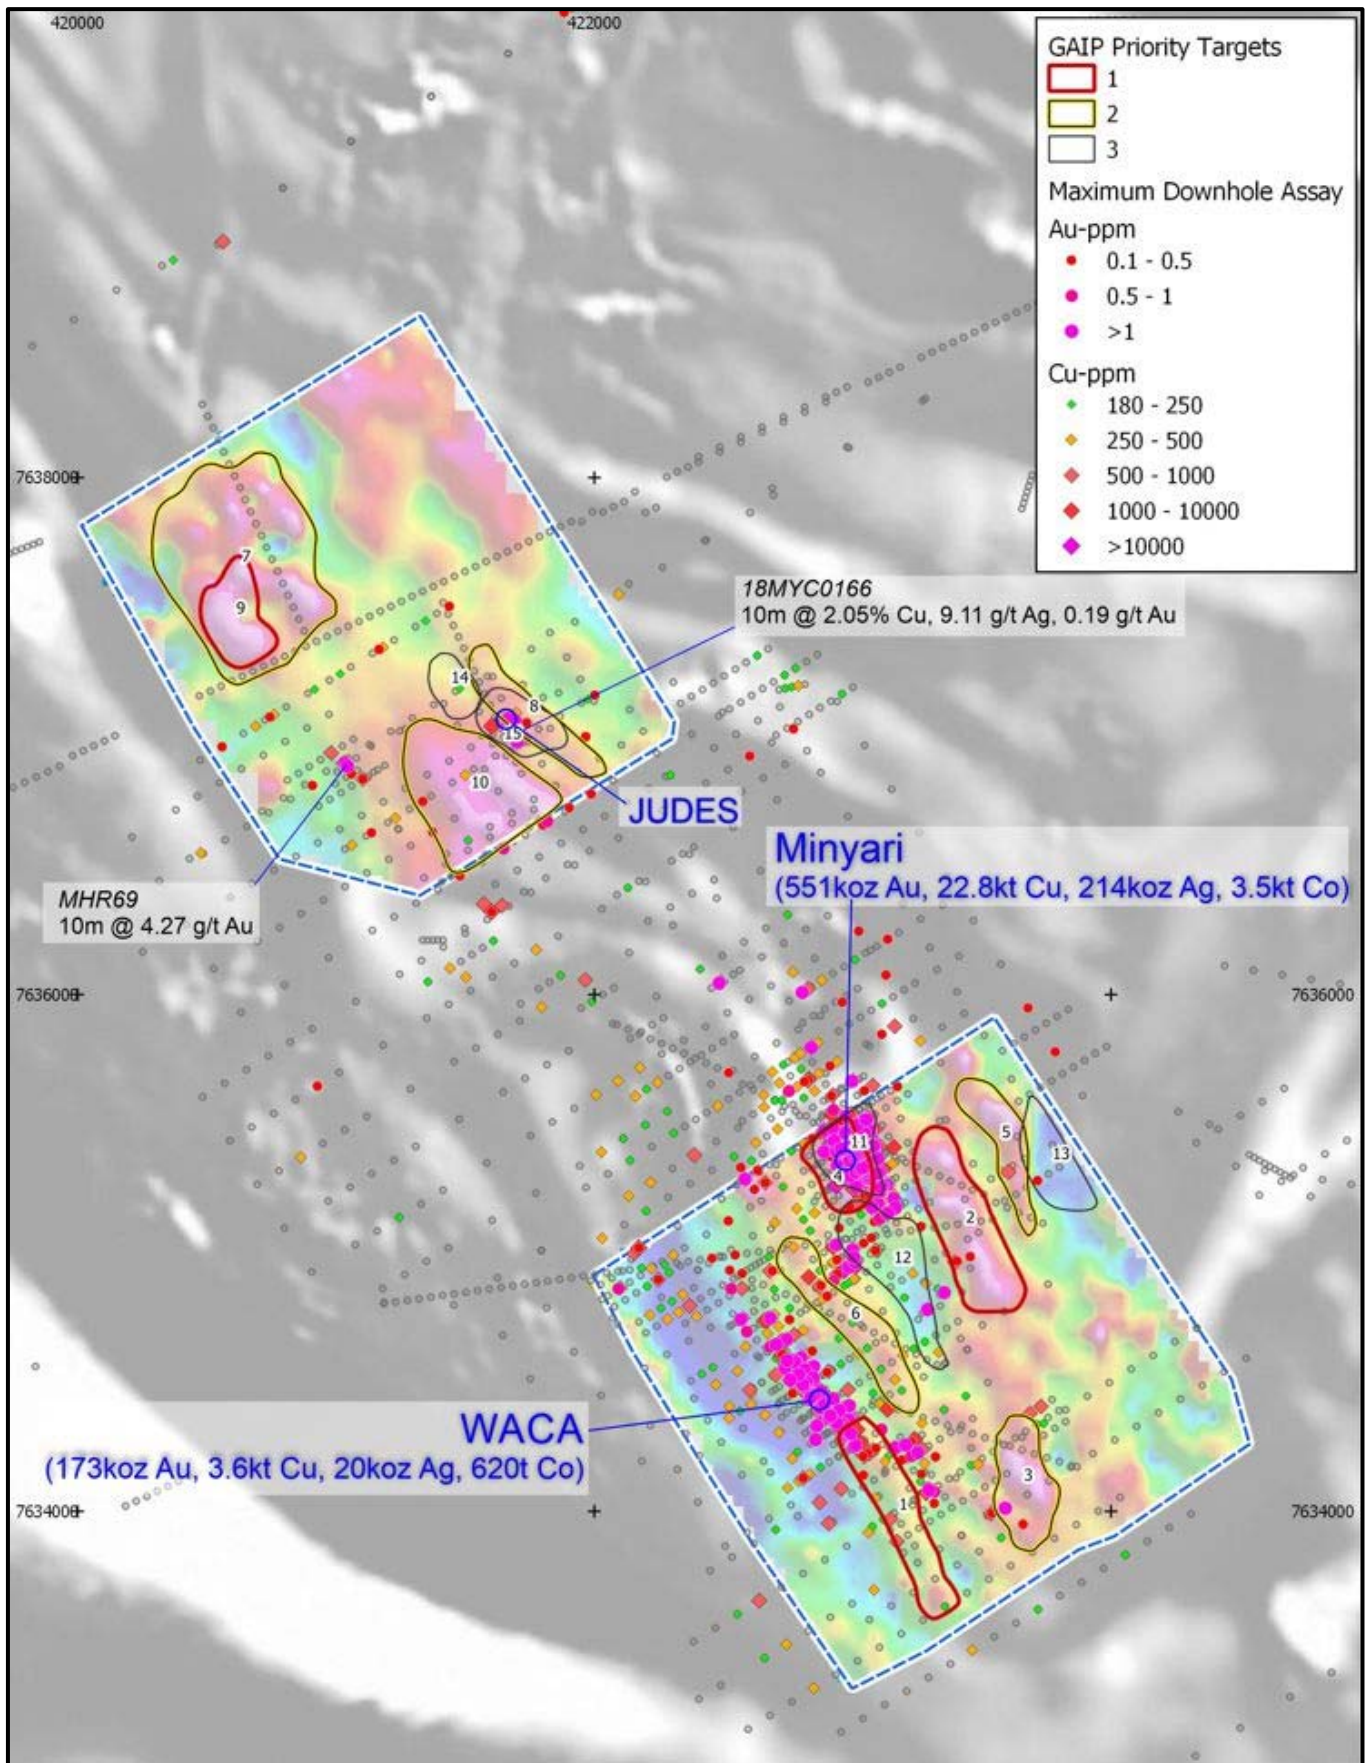 420000
422000
GAIP Priority Targets
1
2
3
Maximum Downhole Assay
Au-ppm
0.1 - 0.5
0.5 - 1
>1
Cu-ppm
180 - 250
250 - 500
500 - 1000
1000 - 10000
>10000
7638000
7
9
18MYC0166
10m @ 2.05% Cu, 9.11 g/t Ag, 0.19 g/t Au
14
8
15
10
JUDES
Minyari
(551koz Au, 22.8kt Cu, 214koz Ag, 3.5kt Co)
MHR69
10m @ 4.27 g/t Au
7636000
7636000
5
11
13
4
2
12
6
WACA
(173koz Au, 3.6kt Cu, 20koz Ag, 620t Co)
3
1
7634000
7634000